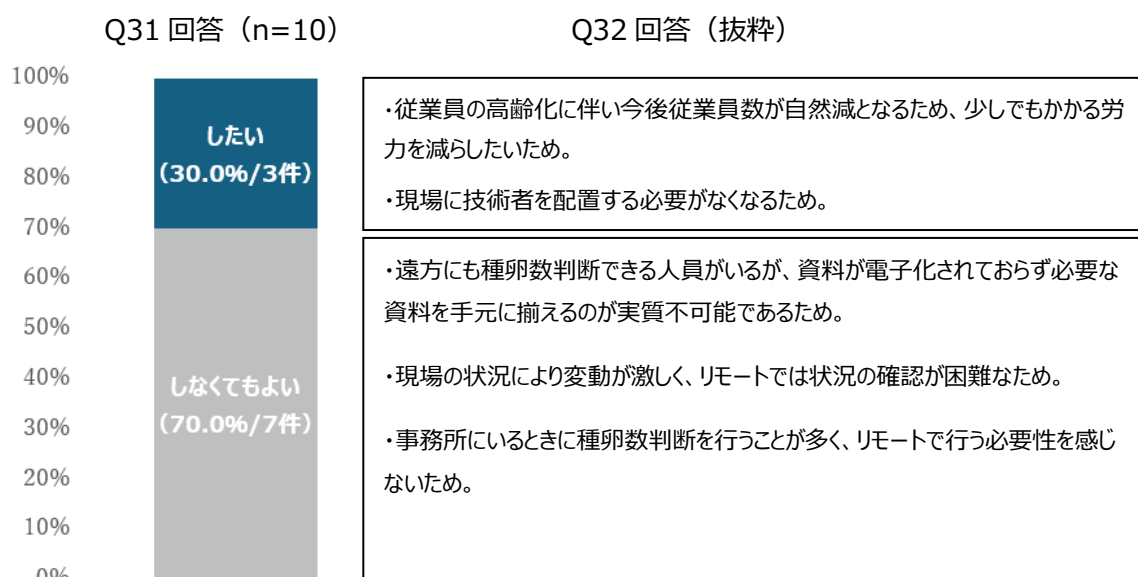 Q31 回答（n=10）
Q32 回答（抜粋）
100%
90%
80%
70%
60%
50%
40%
30%
20%
10%
0%
したい
（30.0%/3件）
しなくてもよい
（70.0%/7件）
・従業員の高齢化に伴い今後従業員数が自然減となるため、少しでもかかる労
力を減らしたいため。
・現場に技術者を配置する必要がなくなるため。
・遠方にも種卵数判断できる人員がいるが、資料が電子化されておらず必要な
資料を手元に揃えるのが実質不可能であるため。
・現場の状況により変動が激しく、リモートでは状況の確認が困難なため。
・事務所にいるときに種卵数判断を行うことが多く、リモートで行う必要性を感じ
ないため。